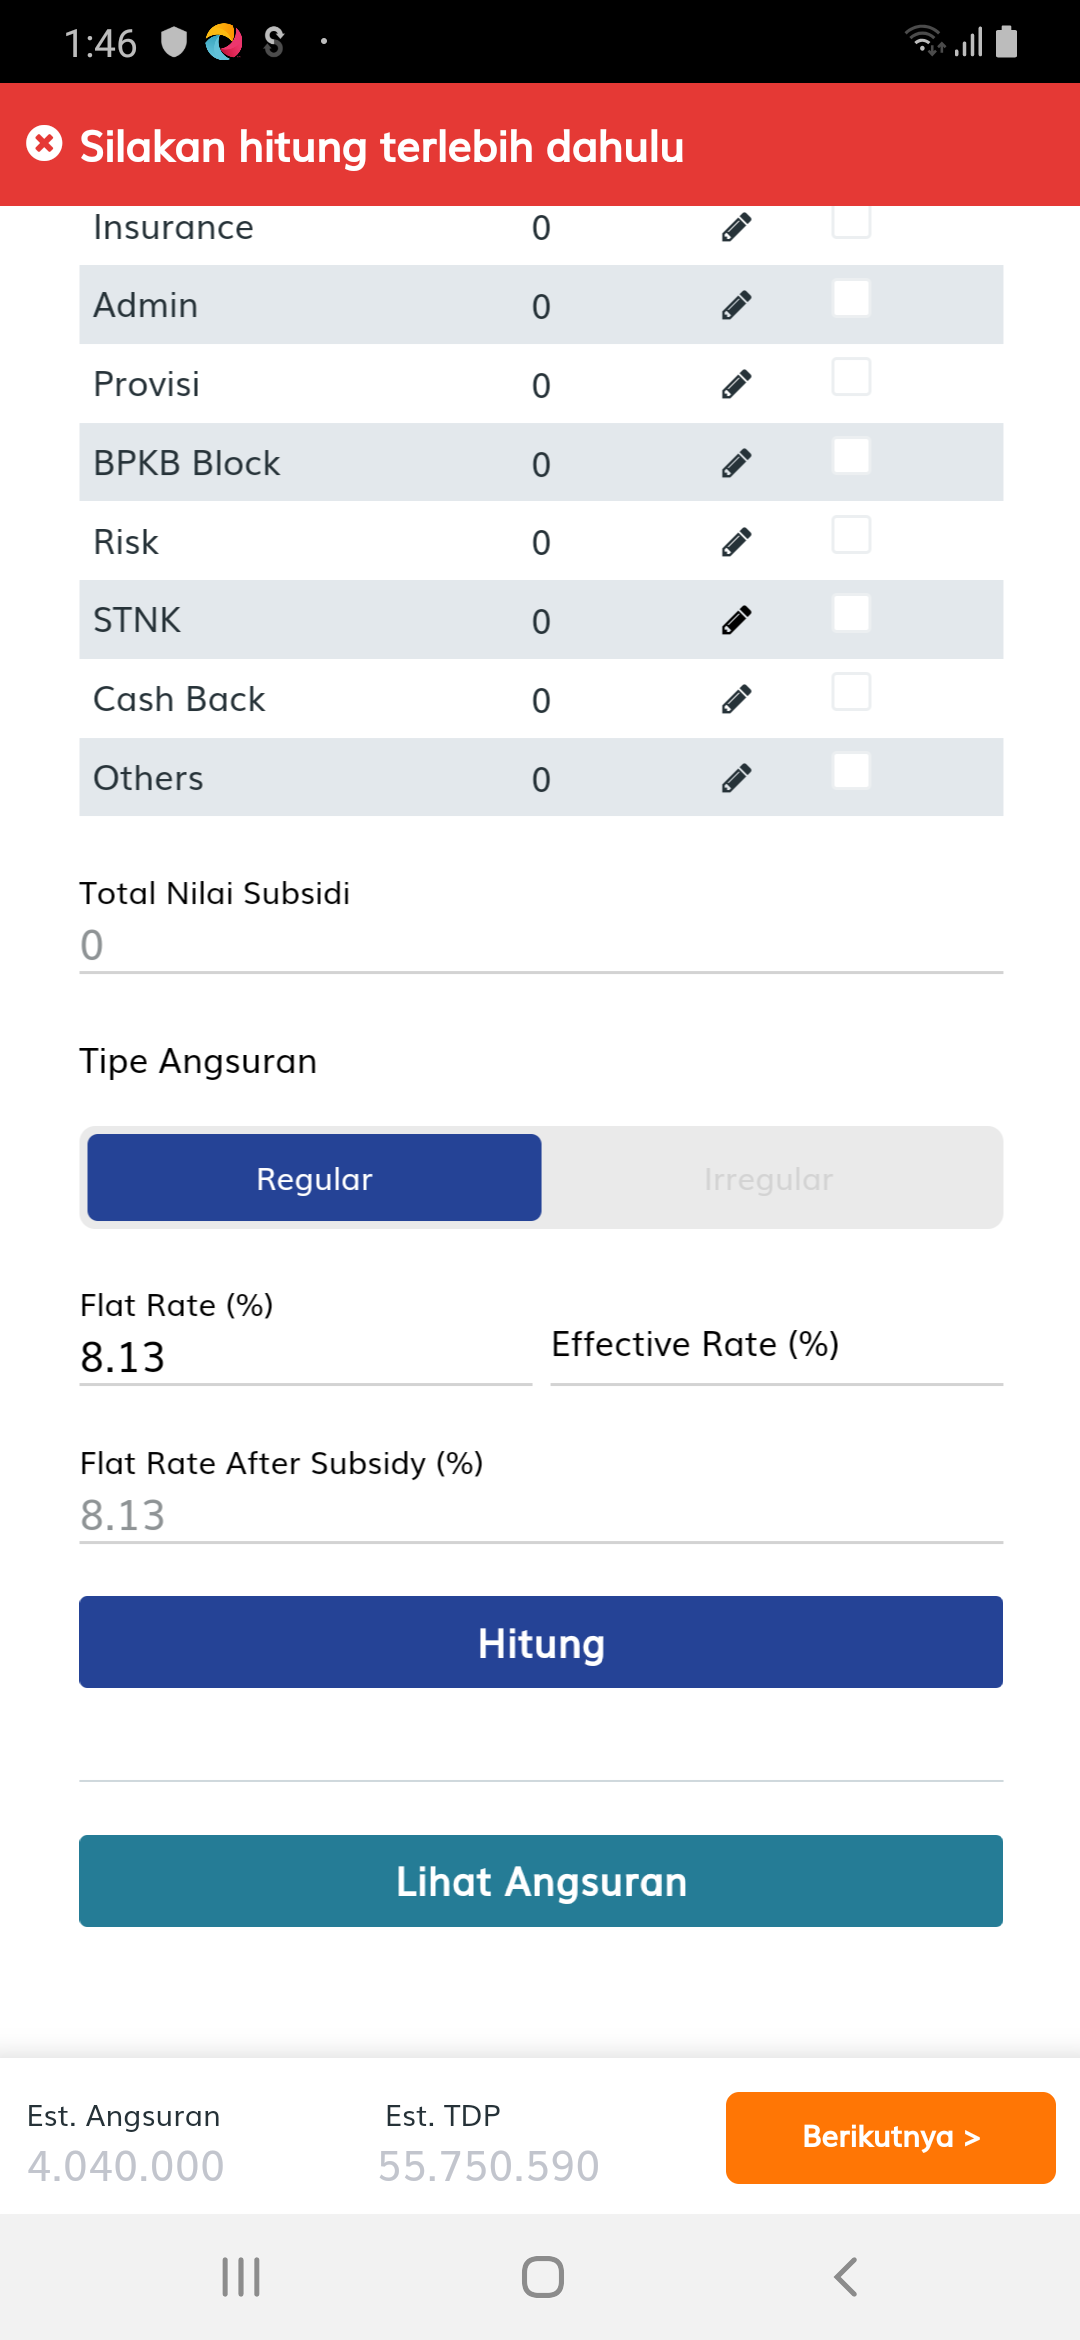 1:46
Silakan hitung terlebih dahulu
Insurance 0
Admin 0
Provisi 0
BPKB Block 0
Risk 0
STNK 0
Cash Back 0
Others 0
Total Nilai Subsidi
0
Tipe Angsuran
Regular Irregular
Flat Rate (%)
8.13
Effective Rate (%)
Flat Rate After Subsidy (%)
8.13
Hitung
Lihat Angsuran
Est. Angsuran
4.040.000
Est. TDP
55.750.590
Berikutnya >